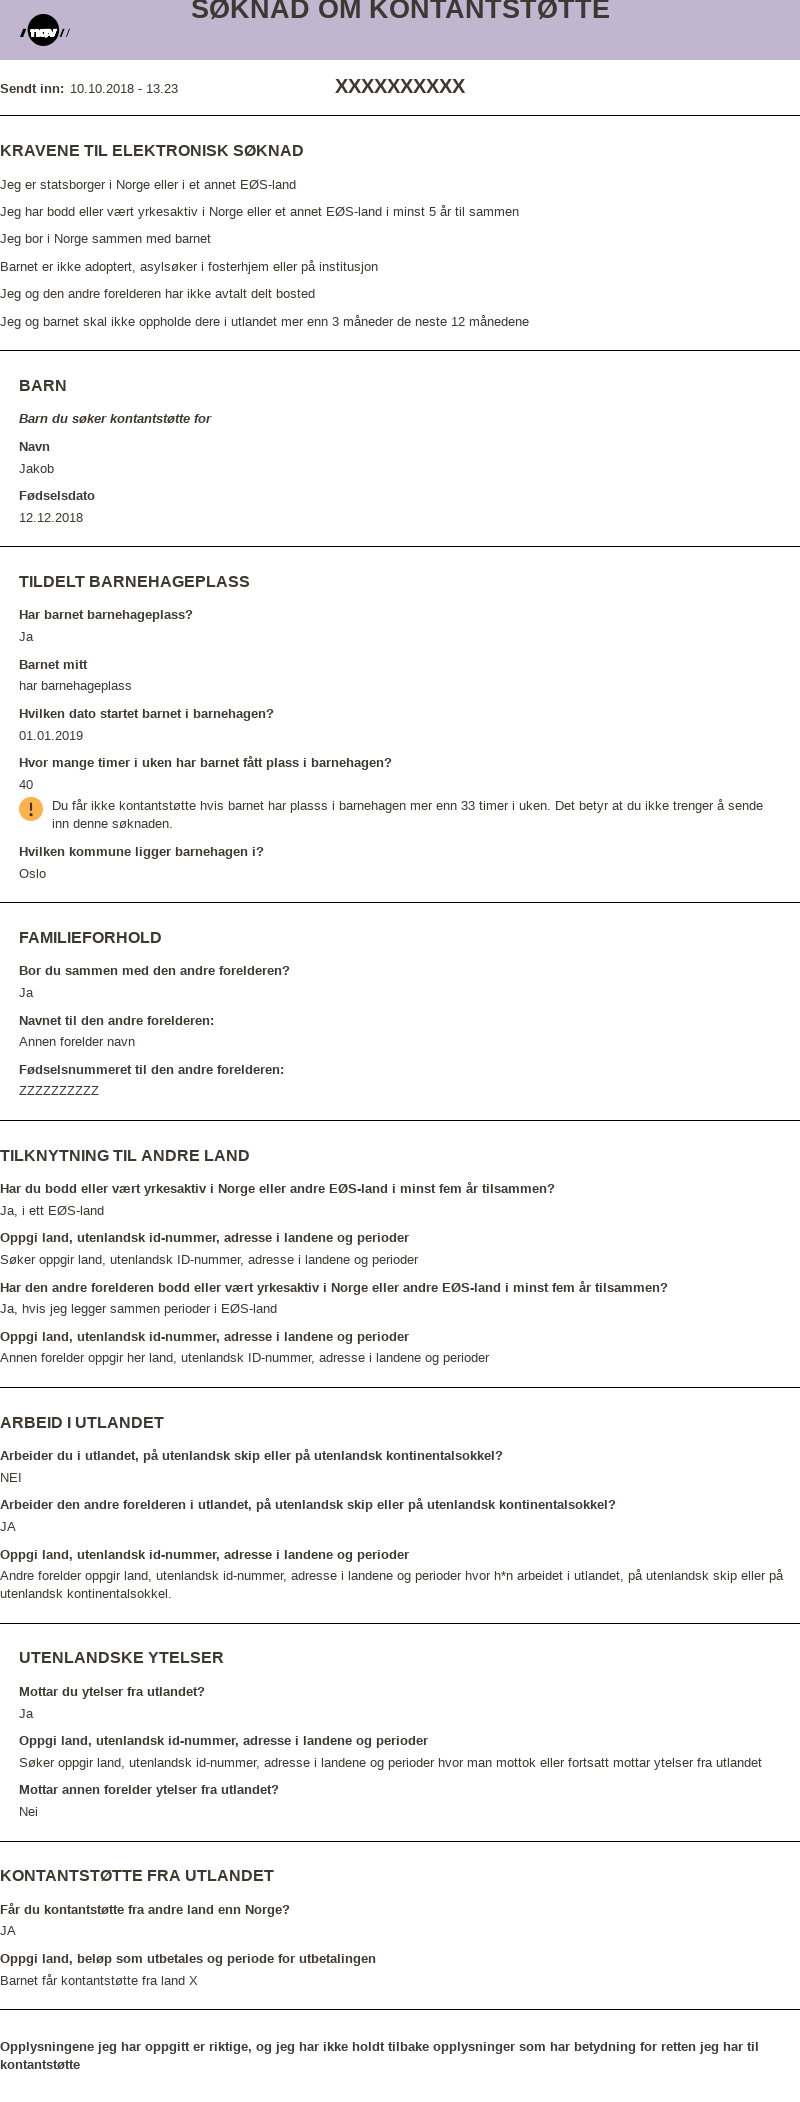 SØKNAD OM KONTANTSTØTTE
nav
Sendt inn: 10.10.2018 - 13.23
XXXXXXXXXX
KRAVENE TIL ELEKTRONISK SØKNAD
Jeg er statsborger i Norge eller i et annet EØS-land
Jeg har bodd eller vært yrkesaktiv i Norge eller et annet EØS-land i minst 5 år til sammen
Jeg bor i Norge sammen med barnet
Barnet er ikke adoptert, asylsøker i fosterhjem eller på institusjon
Jeg og den andre forelderen har ikke avtalt delt bosted
Jeg og barnet skal ikke oppholde dere i utlandet mer enn 3 måneder de neste 12 månedene
BARN
Barn du søker kontantstøtte for
Navn
Jakob
Fødselsdato
12.12.2018
TILDELT BARNEHAGEPLASS
Har barnet barnehageplass?
Ja
Barnet mitt
har barnehageplass
Hvilken dato startet barnet i barnehagen?
01.01.2019
Hvor mange timer i uken har barnet fått plass i barnehagen?
40
Du får ikke kontantstøtte hvis barnet har plasss i barnehagen mer enn 33 timer i uken. Det betyr at du ikke trenger å sende
inn denne søknaden.
Hvilken kommune ligger barnehagen i?
Oslo
FAMILIEFORHOLD
Bor du sammen med den andre forelderen?
Ja
Navnet til den andre forelderen:
Annen forelder navn
Fødselsnummeret til den andre forelderen:
ZZZZZZZZZZ
TILKNYTNING TIL ANDRE LAND
Har du bodd eller vært yrkesaktiv i Norge eller andre EØS-land i minst fem år tilsammen?
Ja, i ett EØS-land
Oppgi land, utenlandsk id-nummer, adresse i landene og perioder
Søker oppgir land, utenlandsk ID-nummer, adresse i landene og perioder
Har den andre forelderen bodd eller vært yrkesaktiv i Norge eller andre EØS-land i minst fem år tilsammen?
Ja, hvis jeg legger sammen perioder i EØS-land
Oppgi land, utenlandsk id-nummer, adresse i landene og perioder
Annen forelder oppgir her land, utenlandsk ID-nummer, adresse i landene og perioder
ARBEID I UTLANDET
Arbeider du i utlandet, på utenlandsk skip eller på utenlandsk kontinentalsokkel?
NEI
Arbeider den andre forelderen i utlandet, på utenlandsk skip eller på utenlandsk kontinentalsokkel?
JA
Oppgi land, utenlandsk id-nummer, adresse i landene og perioder
Andre forelder oppgir land, utenlandsk id-nummer, adresse i landene og perioder hvor h*n arbeidet i utlandet, på utenlandsk skip eller på
utenlandsk kontinentalsokkel.
UTENLANDSKE YTELSER
Mottar du ytelser fra utlandet?
Ja
Oppgi land, utenlandsk id-nummer, adresse i landene og perioder
Søker oppgir land, utenlandsk id-nummer, adresse i landene og perioder hvor man mottok eller fortsatt mottar ytelser fra utlandet
Mottar annen forelder ytelser fra utlandet?
Nei
KONTANTSTØTTE FRA UTLANDET
Får du kontantstøtte fra andre land enn Norge?
JA
Oppgi land, beløp som utbetales og periode for utbetalingen
Barnet får kontantstøtte fra land X
Opplysningene jeg har oppgitt er riktige, og jeg har ikke holdt tilbake opplysninger som har betydning for retten jeg har til
kontantstøtte